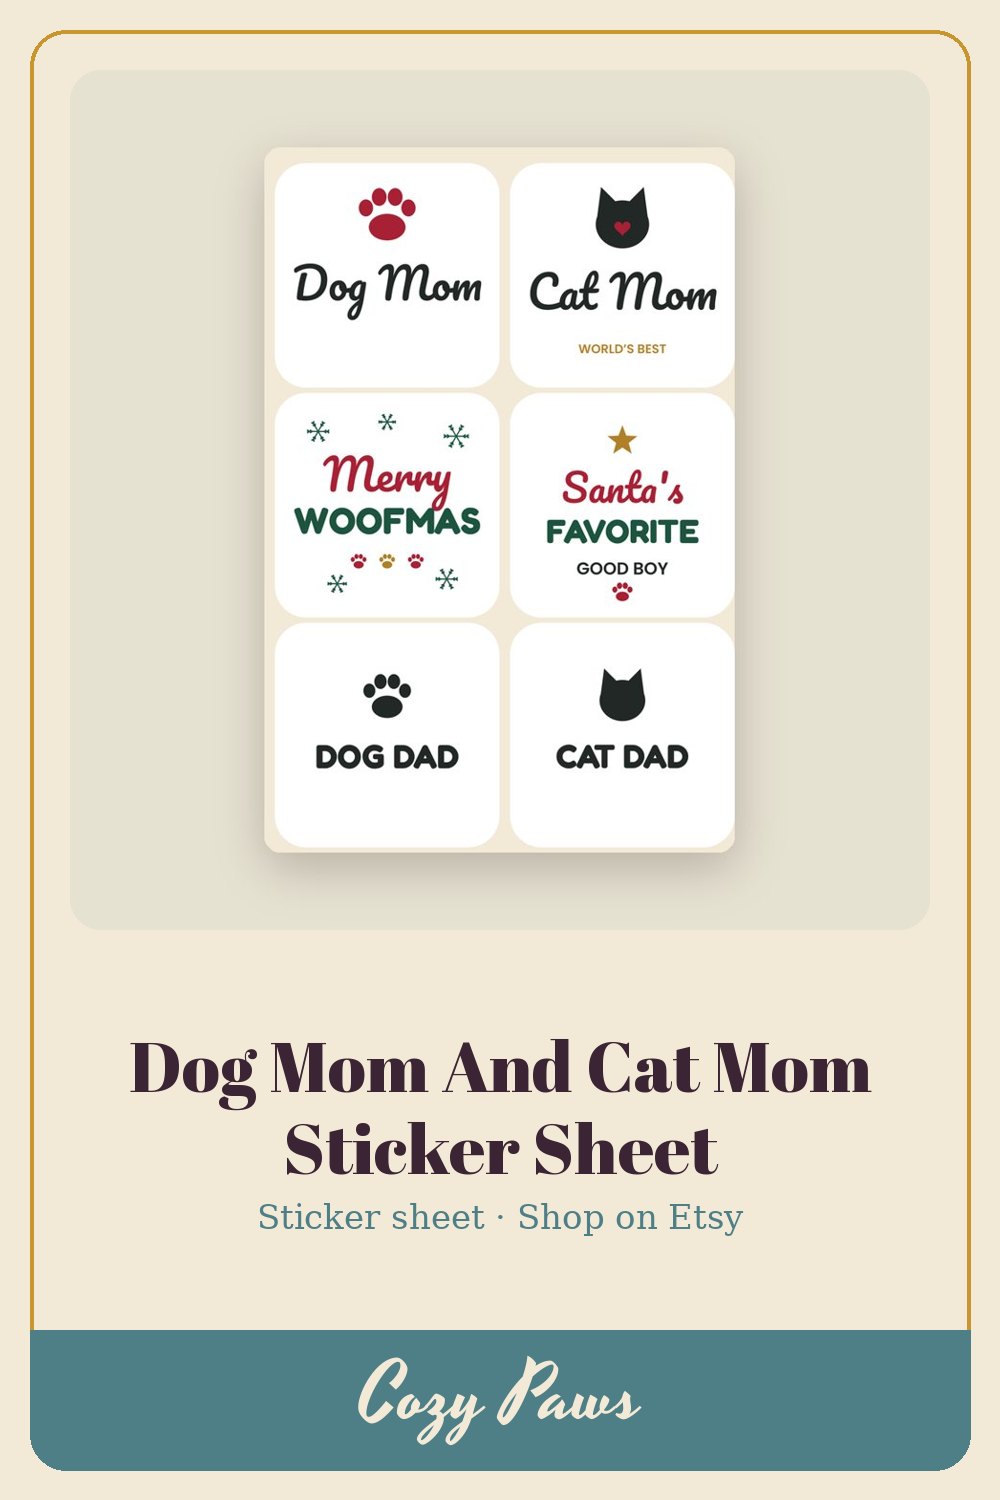 Dog Mom
Cat Mom
WORLD'S BEST
Merry
WOOFMAS
Santa's
FAVORITE
GOOD BOY
DOG DAD
CAT DAD
Dog Mom And Cat Mom
Sticker Sheet
Sticker sheet · Shop on Etsy
Cozy Paws